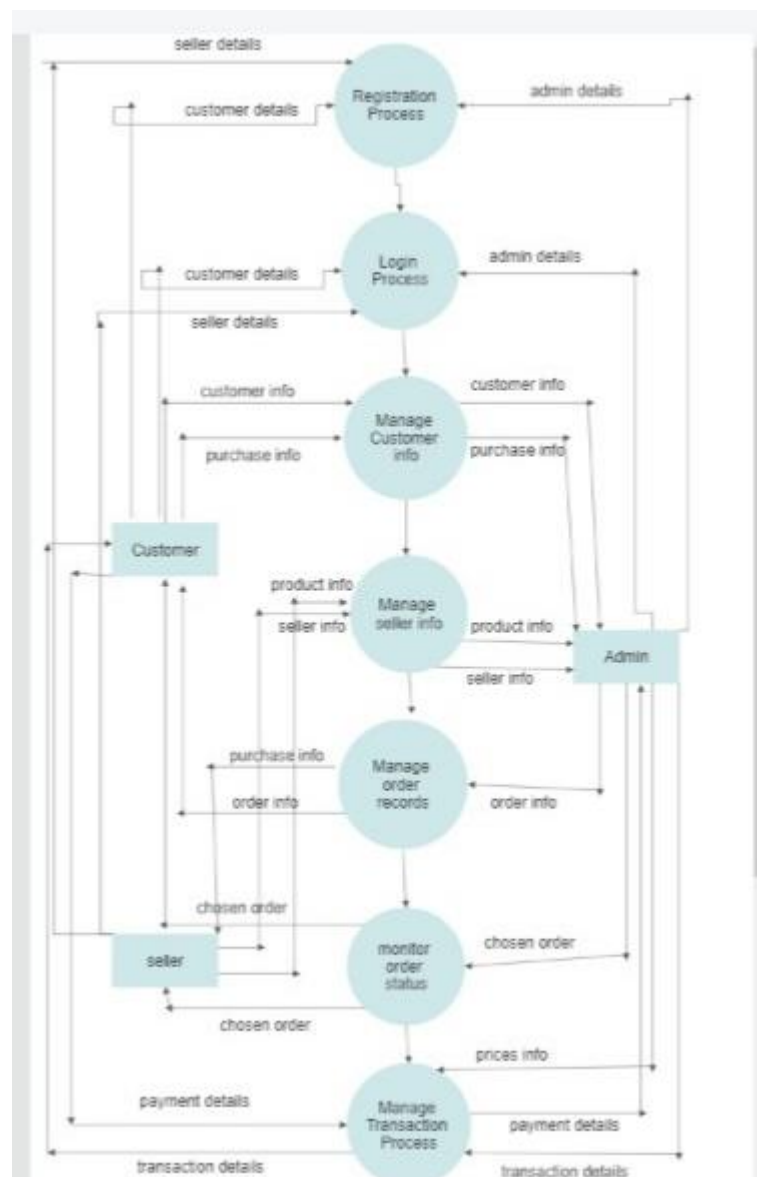 seller details
Registration
Process
admin details
customer details
Login
Process
admin details
customer details
seller details
customer info
customer info
Manage
Customer
info
purchase info
purchase info
Customer
product info
Manage
seller info
seller info
product info
Admin
seller info
purchase info
Manage
order
records
order info
order info
chosen order
chosen order
seller
monitor
order
status
chosen order
prices info
payment details
Manage
Transaction
Process
payment details
transaction details
transaction details